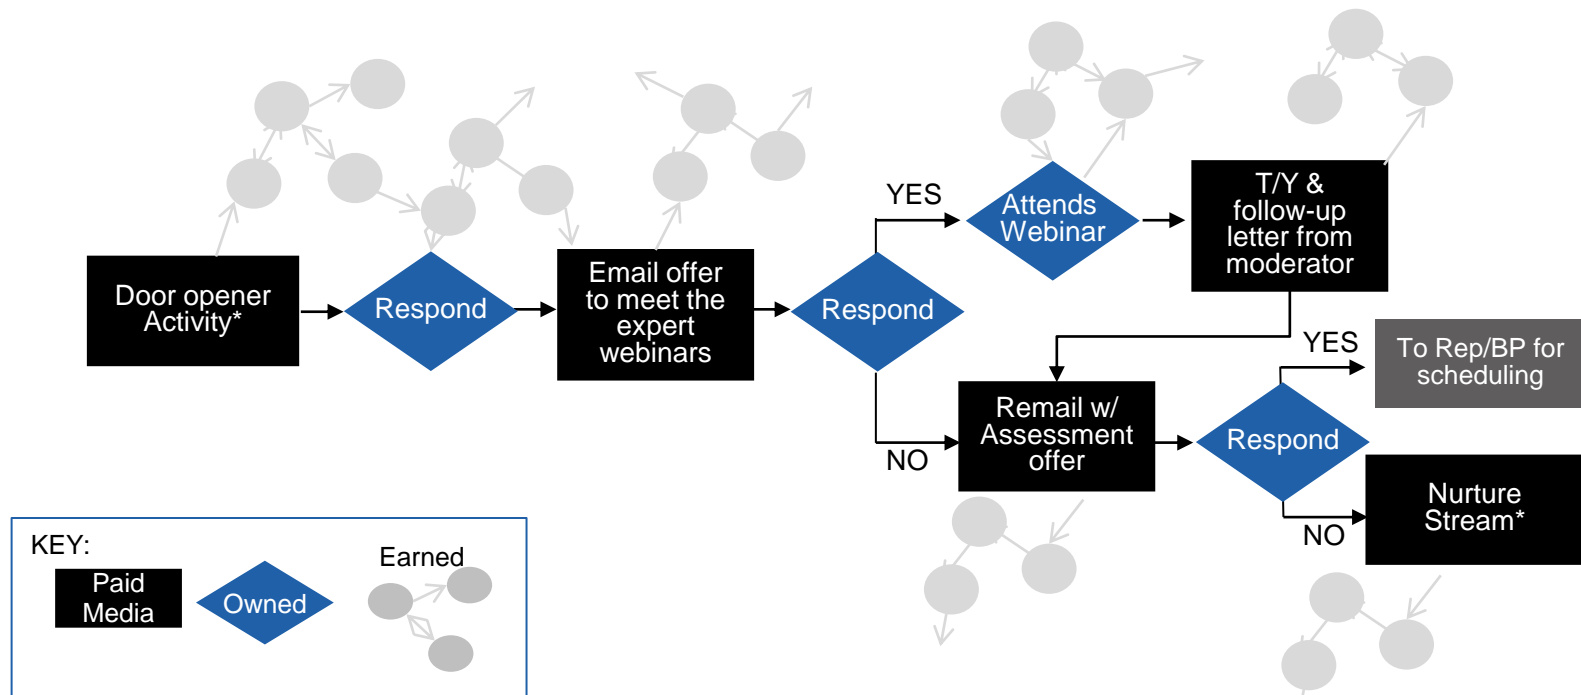 Door opener
Activity*
Respond
Email offer
to meet the
expert
webinars
Respond
YES
NO
Attends
Webinar
T/Y &
follow-up
letter from
moderator
Remail w/
Assessment
offer
Respond
YES
NO
To Rep/BP for
scheduling
Nurture
Stream*
KEY:
Paid
Media
Owned
Earned